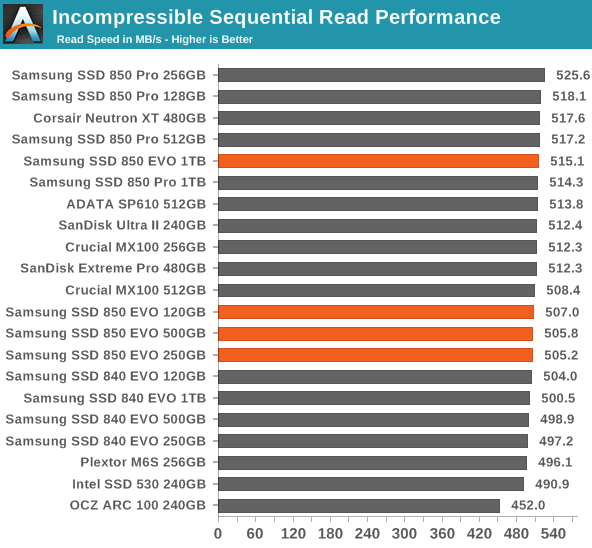 Incompressible Sequential Read Performance
Read Speed in MB/s - Higher is Better
Samsung SSD 850 Pro 256GB 525.6
Samsung SSD 850 Pro 128GB 518.1
Corsair Neutron XT 480GB 517.6
Samsung SSD 850 Pro 512GB 517.2
Samsung SSD 850 EVO 1TB 515.1
Samsung SSD 850 Pro 1TB 514.3
ADATA SP610 512GB 513.8
SanDisk Ultra II 240GB 512.4
Crucial MX100 256GB 512.3
SanDisk Extreme Pro 480GB 512.3
Crucial MX100 512GB 508.4
Samsung SSD 850 EVO 120GB 507.0
Samsung SSD 850 EVO 500GB 505.8
Samsung SSD 850 EVO 250GB 505.2
Samsung SSD 840 EVO 120GB 504.0
Samsung SSD 840 EVO 1TB 500.5
Samsung SSD 840 EVO 500GB 498.9
Samsung SSD 840 EVO 250GB 497.2
Plextor M6S 256GB 496.1
Intel SSD 530 240GB 490.9
OCZ ARC 100 240GB 452.0
0 60 120 180 240 300 360 420 480 540